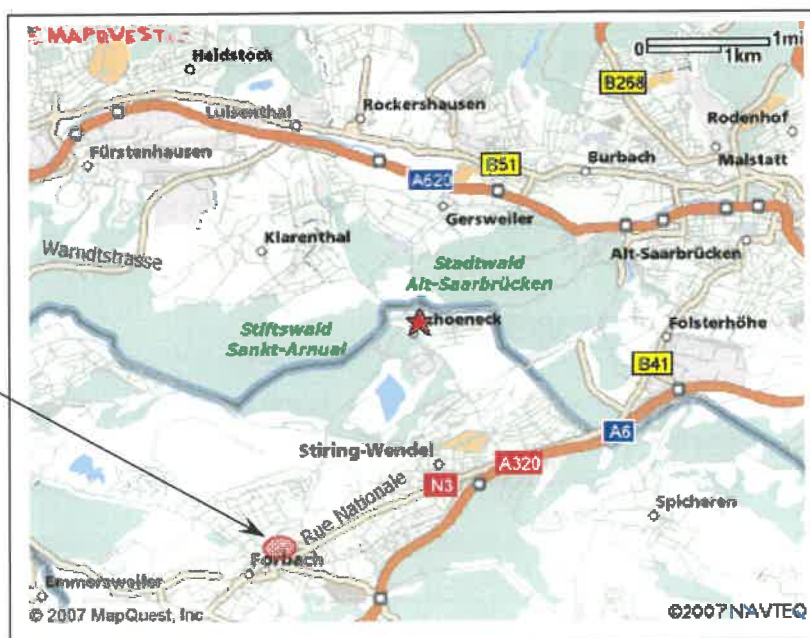 MAPQUEST.
Heidstock
0 1mi
1km
B268
Luisenthal
Rockershausen
Rodenhof
Fürstenhausen
B51
Burbach
Malstatt
A620
Gersweiler
Klarenthal
Alt-Saarbrücken
Warndtstrasse
Stadtwald
Alt-Saarbrücken
Stiftswald
Sankt-Arnual
zhoeneck
Folsterhöhe
B41
A6
Stiring-Wendel
A320
N3
Rue Nationale
Spicheren
Forbach
Emmersweiler
© 2007 MapQuest, Inc
©2007 NAVTEQ